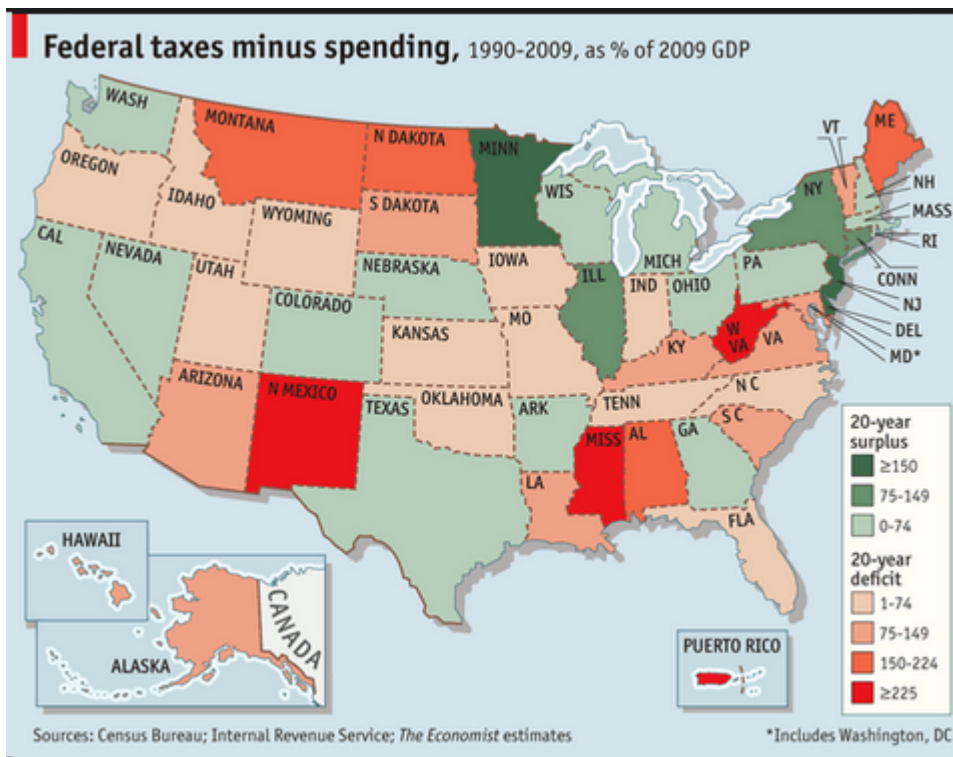 Federal taxes minus spending, 1990-2009, as % of 2009 GDP
WASH
MONTANA
N DAKOTA
MINN
VT
ME
OREGON
IDAHO
WYOMING
S DAKOTA
WIS
NY
NH
MASS
RI
CONN
NJ
DEL
MD*
CAL
NEVADA
UTAH
COLORADO
NEBRASKA
IOWA
ILL
MICH
IND
OHIO
PA
KANSAS
MO
KY
W
VA
VA
ARIZONA
N MEXICO
TEXAS
OKLAHOMA
ARK
TENN
N C
S C
MISS
AL
GA
LA
FLA
20-year
surplus
≥150
75-149
0-74
20-year
deficit
1-74
75-149
150-224
≥225
HAWAII
ALASKA
CANADA
PUERTO RICO
Sources: Census Bureau; Internal Revenue Service; The Economist estimates
*Includes Washington, DC